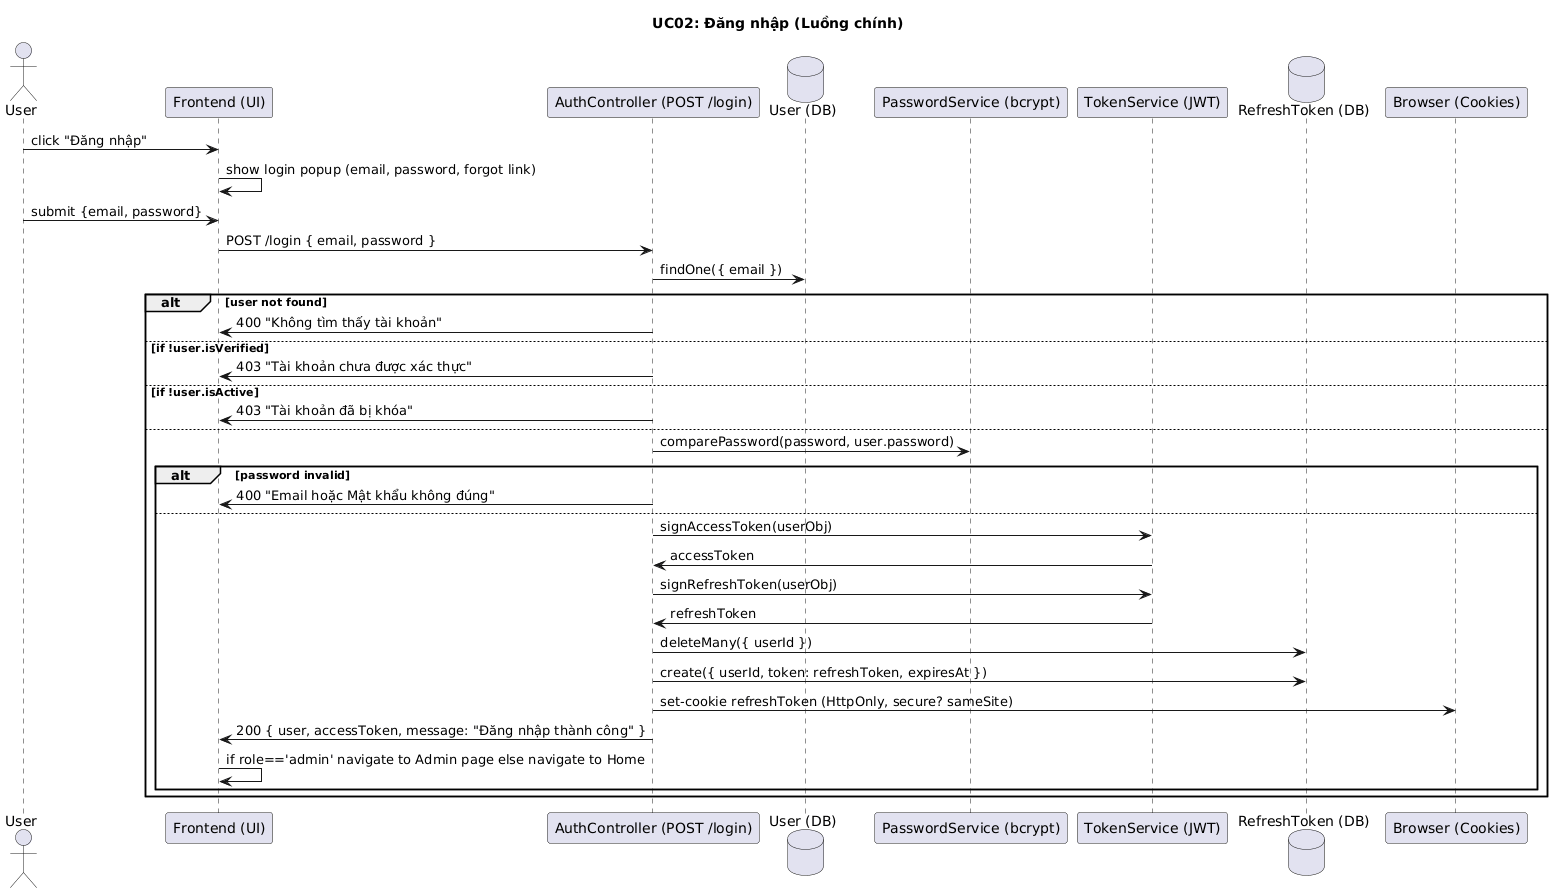 UC02: Đăng nhập (Luồng chính)
User
Frontend (UI)
AuthController (POST /login)
User (DB)
PasswordService (bcrypt)
TokenService (JWT)
RefreshToken (DB)
Browser (Cookies)
click "Đăng nhập"
show login popup (email, password, forgot link)
submit {email, password}
POST /login { email, password }
findOne({ email })
alt [user not found]
400 "Không tìm thấy tài khoản"
[if !user.isVerified]
403 "Tài khoản chưa được xác thực"
[if !user.isActive]
403 "Tài khoản đã bị khóa"
comparePassword(password, user.password)
alt [password invalid]
400 "Email hoặc Mật khẩu không đúng"
signAccessToken(userObj)
accessToken
signRefreshToken(userObj)
refreshToken
deleteMany({ userId })
create({ userId, token: refreshToken, expiresAt })
set-cookie refreshToken (HttpOnly, secure? sameSite)
200 { user, accessToken, message: "Đăng nhập thành công" }
if role=='admin' navigate to Admin page else navigate to Home
User
Frontend (UI)
AuthController (POST /login)
User (DB)
PasswordService (bcrypt)
TokenService (JWT)
RefreshToken (DB)
Browser (Cookies)